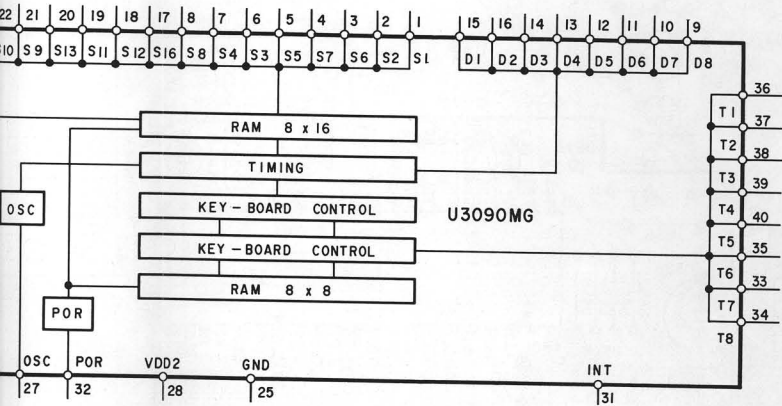 22 21 20 19 18 17 8 7 6 5 4 3 2 1 15 16 14 13 12 11 10 9
S10 S9 S13 S11 S12 S16 S8 S4 S3 S5 S7 S6 S2 S1 D1 D2 D3 D4 D5 D6 D7 D8
36
T1
RAM 8 x 16
37
T2
38
TIMING
T3
39
OSC
KEY-BOARD CONTROL
U3090MG
T4
40
T5
KEY-BOARD CONTROL
35
T6
RAM 8 x 8
33
T7
POR
34
T8
OSC POR VDD2 GND INT
27 32 28 25 31